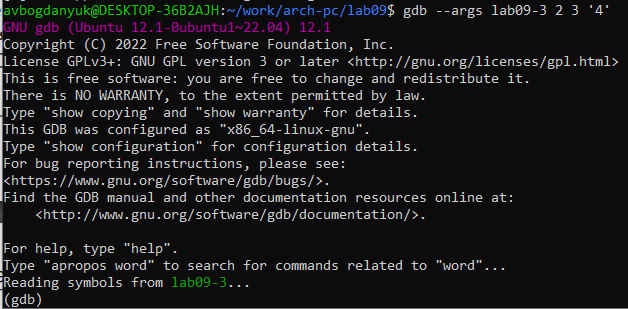 avbogdanyuk@DESKTOP-36B2AJH:~/work/arch-pc/lab09$ gdb --args lab09-3 2 3 '4'
GNU gdb (Ubuntu 12.1-0ubuntu1~22.04) 12.1
Copyright (C) 2022 Free Software Foundation, Inc.
License GPLv3+: GNU GPL version 3 or later <http://gnu.org/licenses/gpl.html>
This is free software: you are free to change and redistribute it.
There is NO WARRANTY, to the extent permitted by law.
Type "show copying" and "show warranty" for details.
This GDB was configured as "x86_64-linux-gnu".
Type "show configuration" for configuration details.
For bug reporting instructions, please see:
<https://www.gnu.org/software/gdb/bugs/>.
Find the GDB manual and other documentation resources online at:
    <http://www.gnu.org/software/gdb/documentation/>.

For help, type "help".
Type "apropos word" to search for commands related to "word"...
Reading symbols from lab09-3...
(gdb)